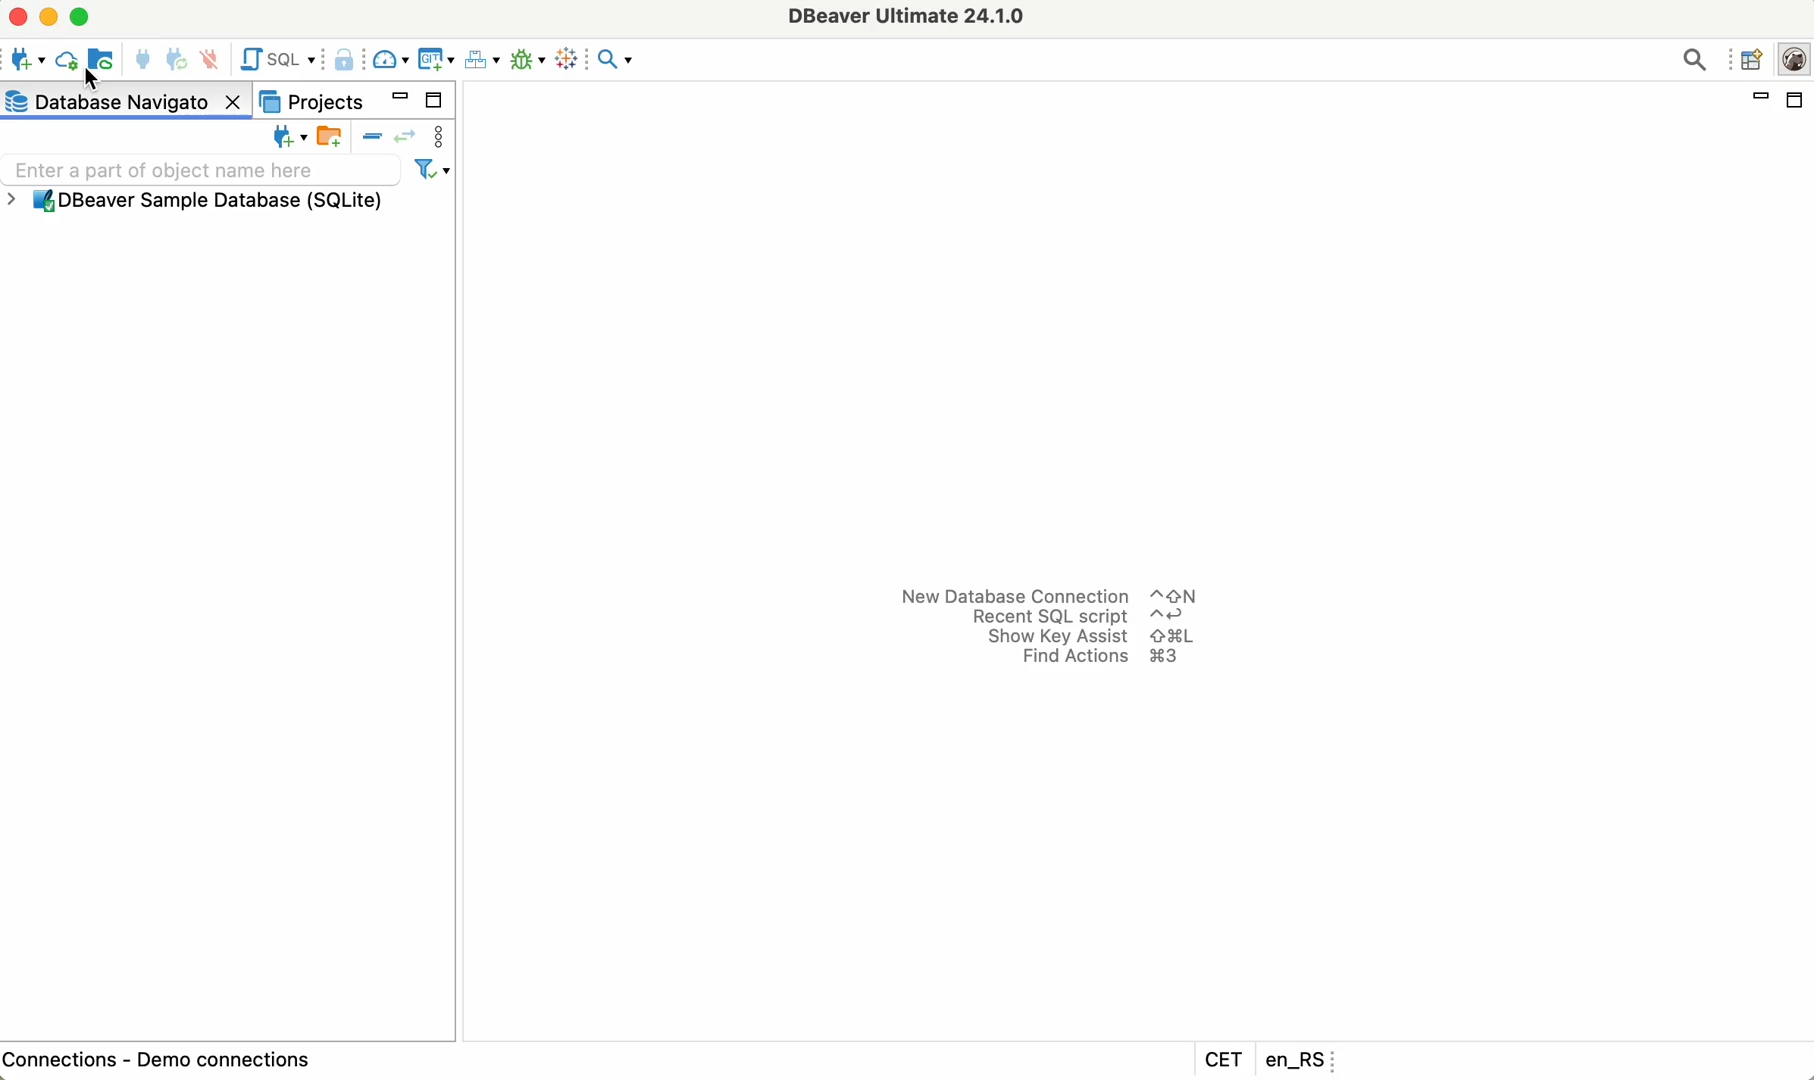 DBeaver Ultimate 24.1.0
SQL
GIT
Database Navigato
Projects
Enter a part of object name here
DBeaver Sample Database (SQLite)
New Database Connection ^⇧N
Recent SQL script ^↩
Show Key Assist ⇧⌘L
Find Actions ⌘3
Connections - Demo connections
CET
en_RS